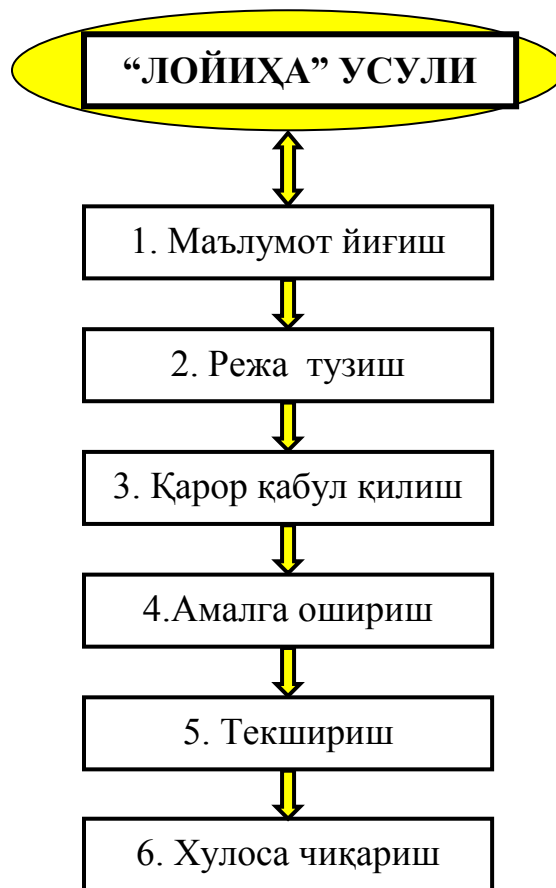 “ЛОЙИҲА” УСУЛИ
1. Маълумот йиғиш
2. Режа тузиш
3. Қарор қабул қилиш
4.Амалга ошириш
5. Текшириш
6. Хулоса чиқариш